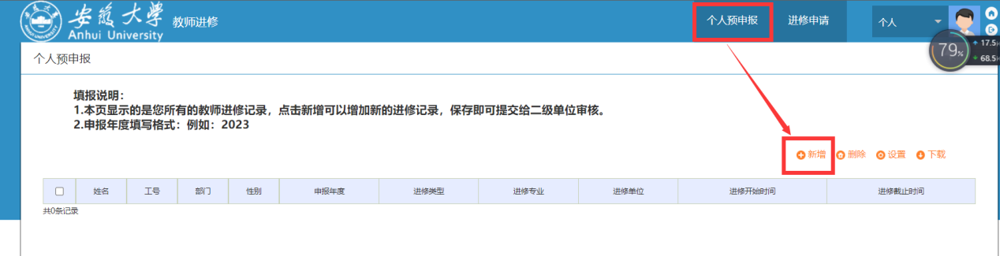 安徽大学
Anhui University
教师进修
个人预申报
进修申请
个人
79%
17.5
68.5
个人预申报
填报说明：
1.本页显示的是您所有的教师进修记录，点击新增可以增加新的进修记录，保存即可提交给二级单位审核。
2.申报年度填写格式：例如：2023
新增 删除 设置 下载
姓名 工号 部门 性别 申报年度 进修类型 进修专业 进修单位 进修开始时间 进修截止时间
共0条记录